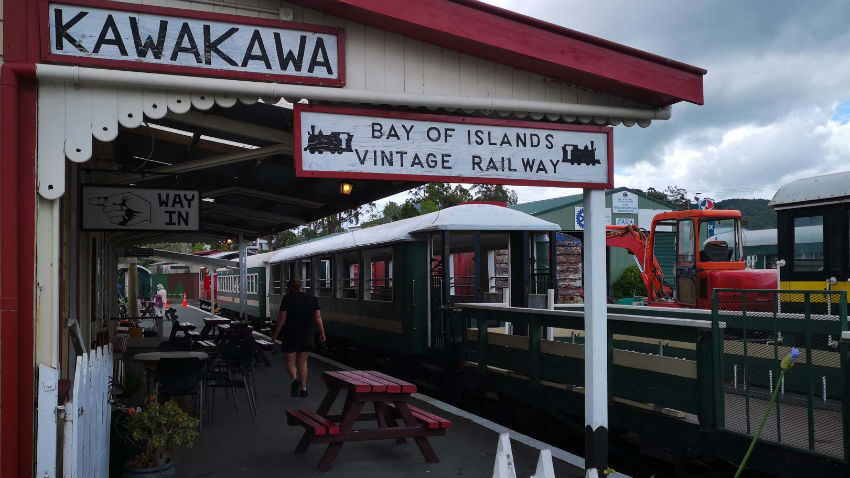 KAWAKAWA
BAY OF ISLANDS
VINTAGE RAILWAY
WAY
IN